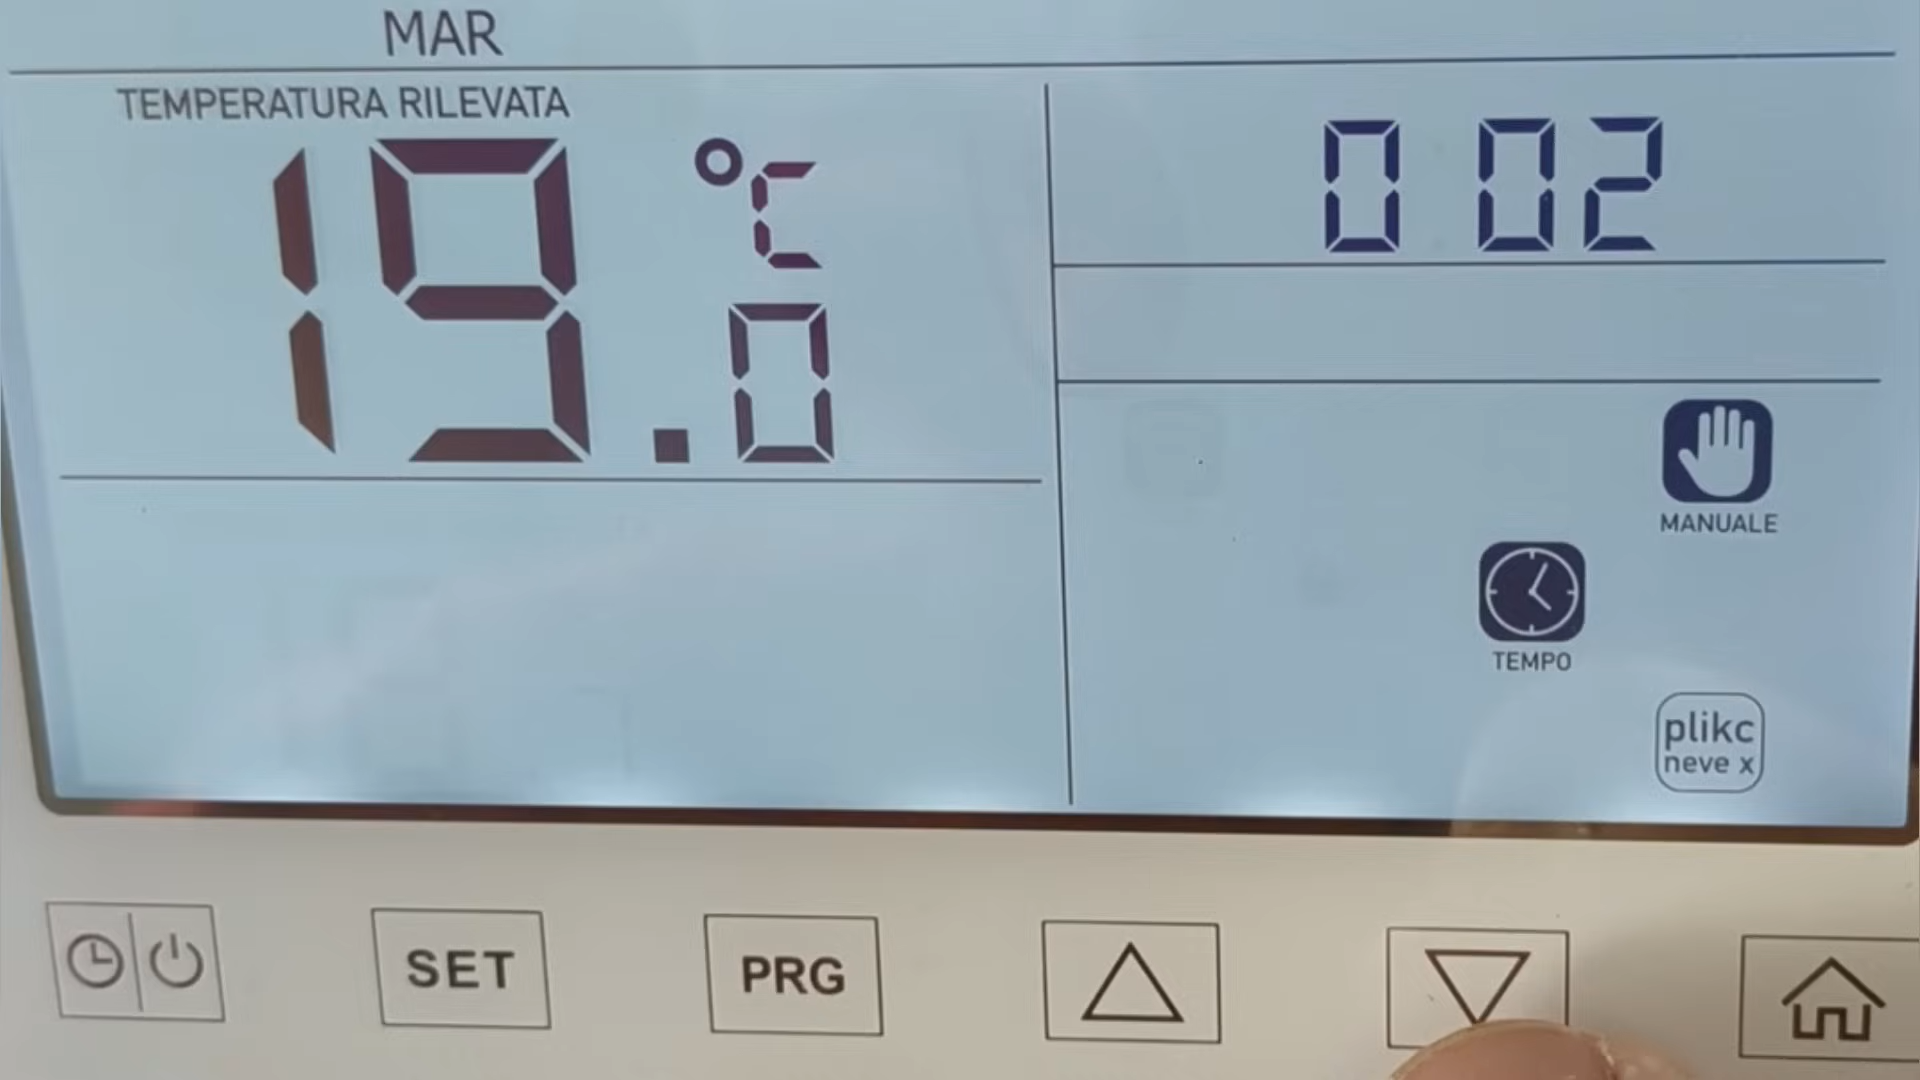 MAR
TEMPERATURA RILEVATA
19.0 °C
0 02
MANUALE
TEMPO
plikc
neve x
SET
PRG